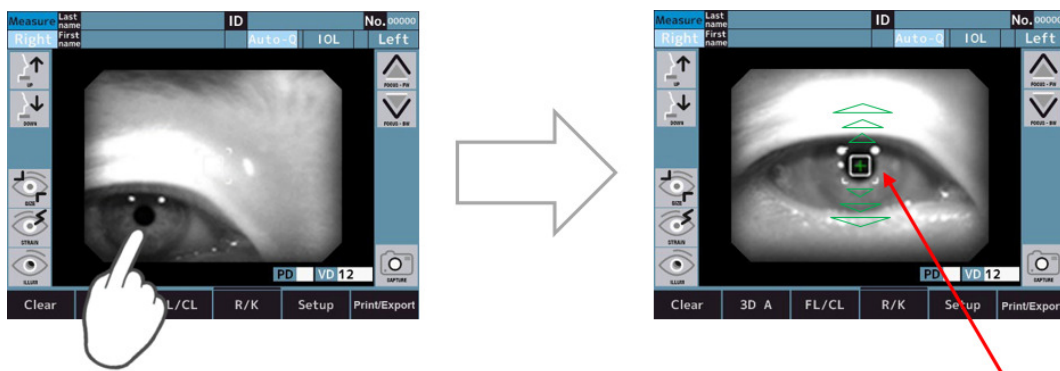 Measure Last name ID No. 00000
Right First name Auto-Q IOL Left
UP
FOCUS - FW
DOWN
FOCUS - BW
SIZE
STRAIN
ILLUMI
CAPTURE
PD VD 12
Clear L/CL R/K Setup Print/Export
Measure Last name ID No. 00000
Right First name Auto-Q IOL Left
UP
FOCUS - FW
DOWN
FOCUS - BW
SIZE
STRAIN
ILLUMI
CAPTURE
PD VD 12
Clear 3D A FL/CL R/K Setup Print/Export